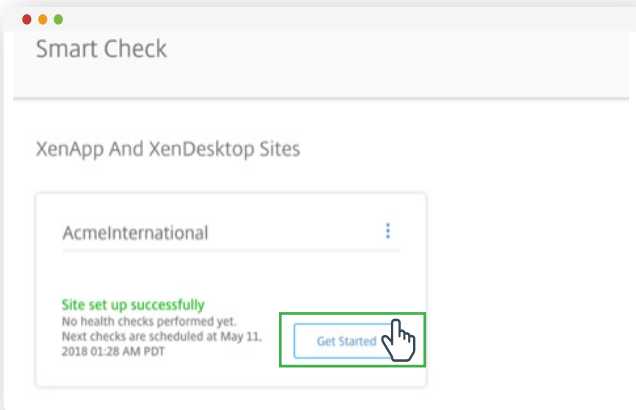 Smart Check
XenApp And XenDesktop Sites
AcmeInternational
Site set up successfully
No health checks performed yet.
Next checks are scheduled at May 11,
2018 01:28 AM PDT
Get Started